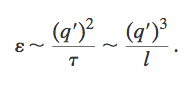 ε ~ (q′)² / τ ~ (q′)³ / l .